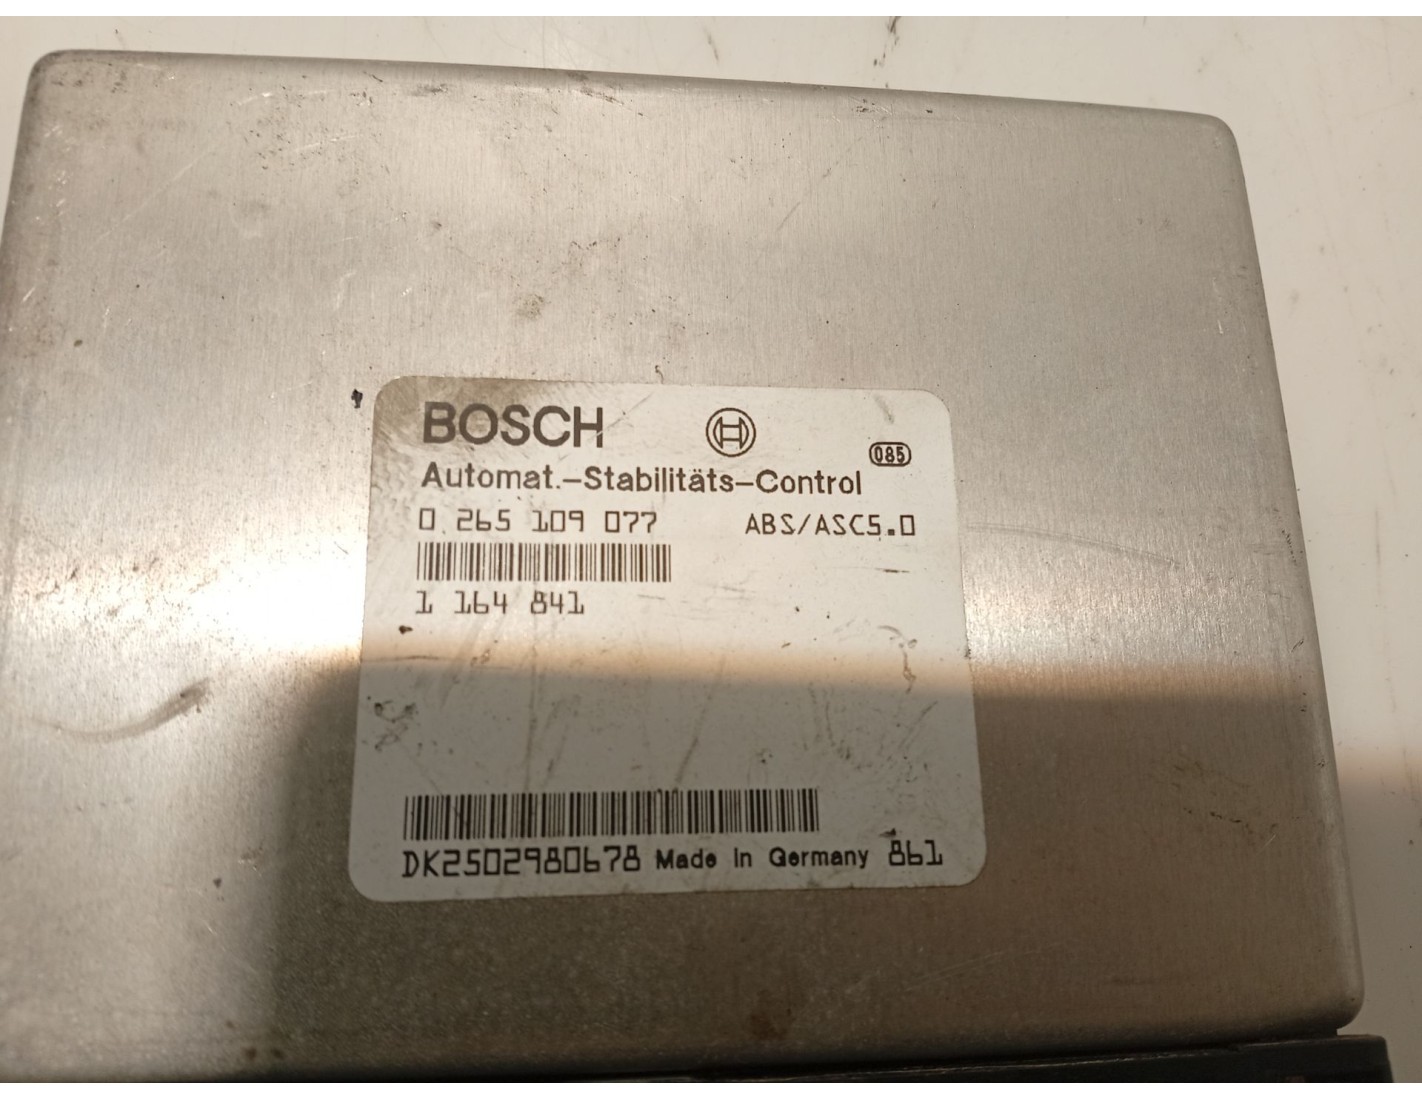 BOSCH
085
Automat.-Stabilitäts-Control
0 265 109 077 ABS/ASC5.0
1 164 841
DK2502980678 Made in Germany 861